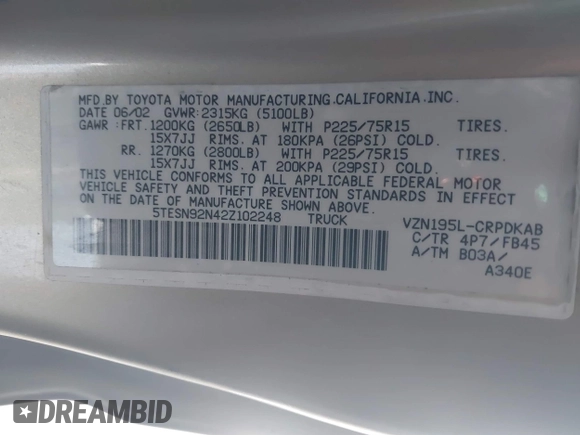 MFD.BY TOYOTA MOTOR MANUFACTURING,CALIFORNIA,INC.
DATE 06/02 GVWR:2315KG (5100LB)
GAWR: FRT.1200KG (2650LB) WITH P225/75R15 TIRES.
15X7JJ RIMS. AT 180KPA (26PSI) COLD.
RR. 1270KG (2800LB) WITH P225/75R15 TIRES.
15X7JJ RIMS. AT 200KPA (29PSI) COLD.
THIS VEHICLE CONFORMS TO ALL APPLICABLE FEDERAL MOTOR
VEHICLE SAFETY AND THEFT PREVENTION STANDARDS IN EFFECT
ON DATE OF MANUFACTURE SHOWN ABOVE.
5TESN92N42Z102248 TRUCK
VZN195L-CRPDKAB
C/TR 4P7/FB45
A/TM B03A/
A340E
DREAMBID